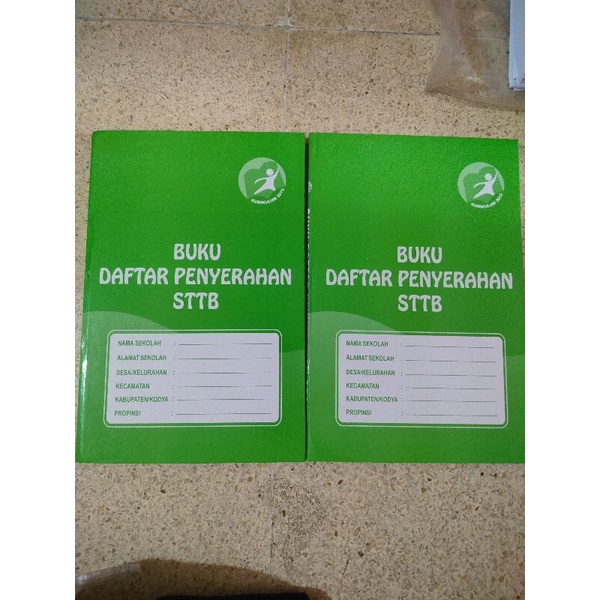 KURIKULUM 2013
BUKU
DAFTAR PENYERAHAN
STTB
NAMA SEKOLAH :
ALAMAT SEKOLAH :
DESA/KELURAHAN :
KECAMATAN :
KABUPATEN/KODYA :
PROPINSI :
KURIKULUM 2013
BUKU
DAFTAR PENYERAHAN
STTB
NAMA SEKOLAH :
ALAMAT SEKOLAH :
DESA/KELURAHAN :
KECAMATAN :
KABUPATEN/KODYA :
PROPINSI :